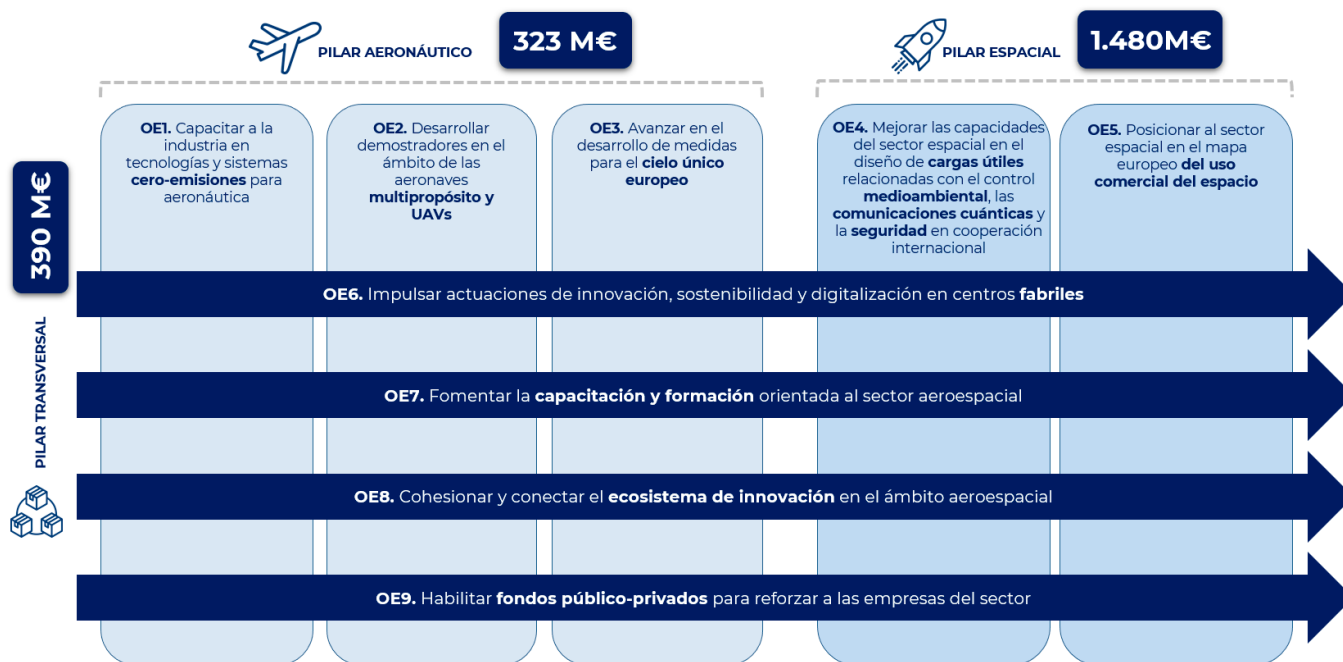 PILAR AERONÁUTICO
323 M€
PILAR ESPACIAL
1.480M€
OE1. Capacitar a la
industria en
tecnologías y sistemas
cero-emisiones para
aeronáutica
OE2. Desarrollar
demostradores en el
ámbito de las
aeronaves
multipropósito y
UAVs
OE3. Avanzar en el
desarrollo de medidas
para el cielo único
europeo
OE4. Mejorar las capacidades
del sector espacial en el
diseño de cargas útiles
relacionadas con el control
medioambiental, las
comunicaciones cuánticas y
la seguridad en cooperación
internacional
OE5. Posicionar al sector
espacial en el mapa
europeo del uso
comercial del espacio
390 M€
PILAR TRANSVERSAL
OE6. Impulsar actuaciones de innovación, sostenibilidad y digitalización en centros fabriles
OE7. Fomentar la capacitación y formación orientada al sector aeroespacial
OE8. Cohesionar y conectar el ecosistema de innovación en el ámbito aeroespacial
OE9. Habilitar fondos público-privados para reforzar a las empresas del sector